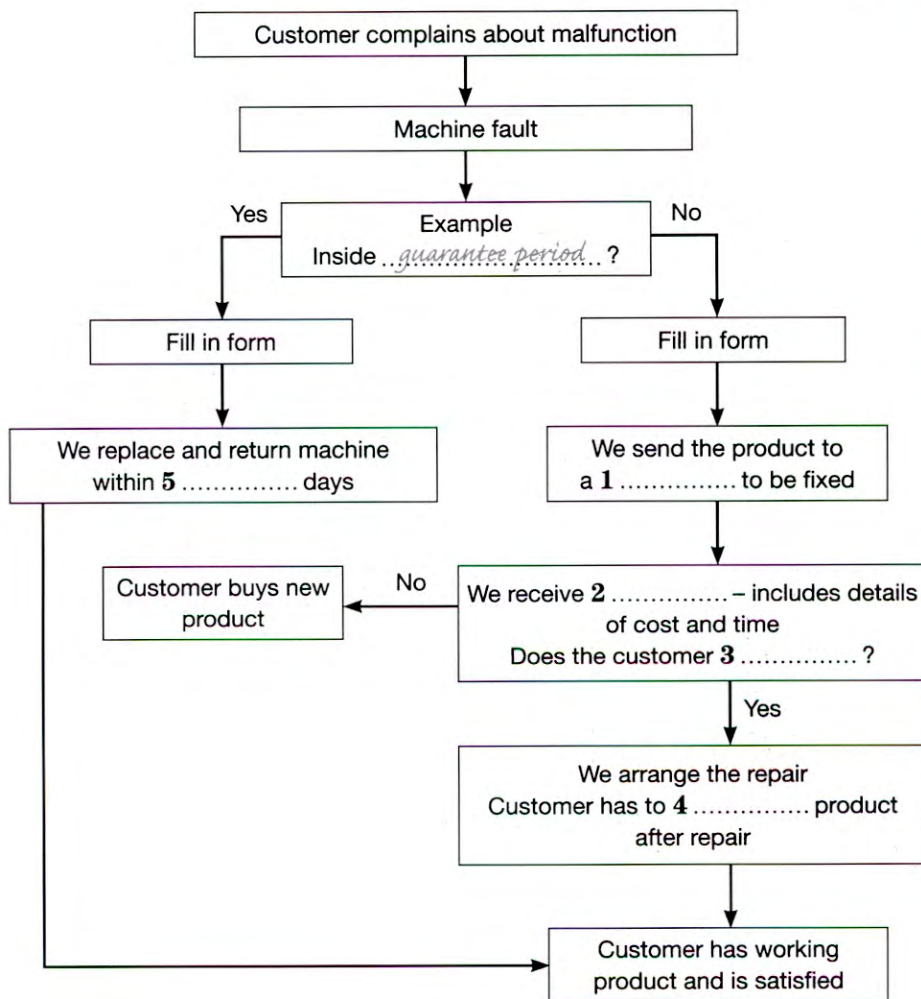 Customer complains about malfunction
Machine fault
Yes
No
Example
Inside ...guarantee period...?
Fill in form
Fill in form
We replace and return machine
within 5 ............... days
We send the product to
a 1 ............... to be fixed
Customer buys new
product
No
We receive 2 ............... – includes details
of cost and time
Does the customer 3 ............... ?
Yes
We arrange the repair
Customer has to 4 ............... product
after repair
Customer has working
product and is satisfied